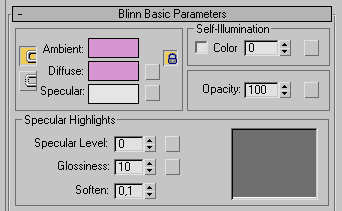 - Blinn Basic Parameters
Self-Illumination
Ambient:
Color 0
Diffuse:
Specular:
Opacity: 100
Specular Highlights
Specular Level: 0
Glossiness: 10
Soften: 0,1